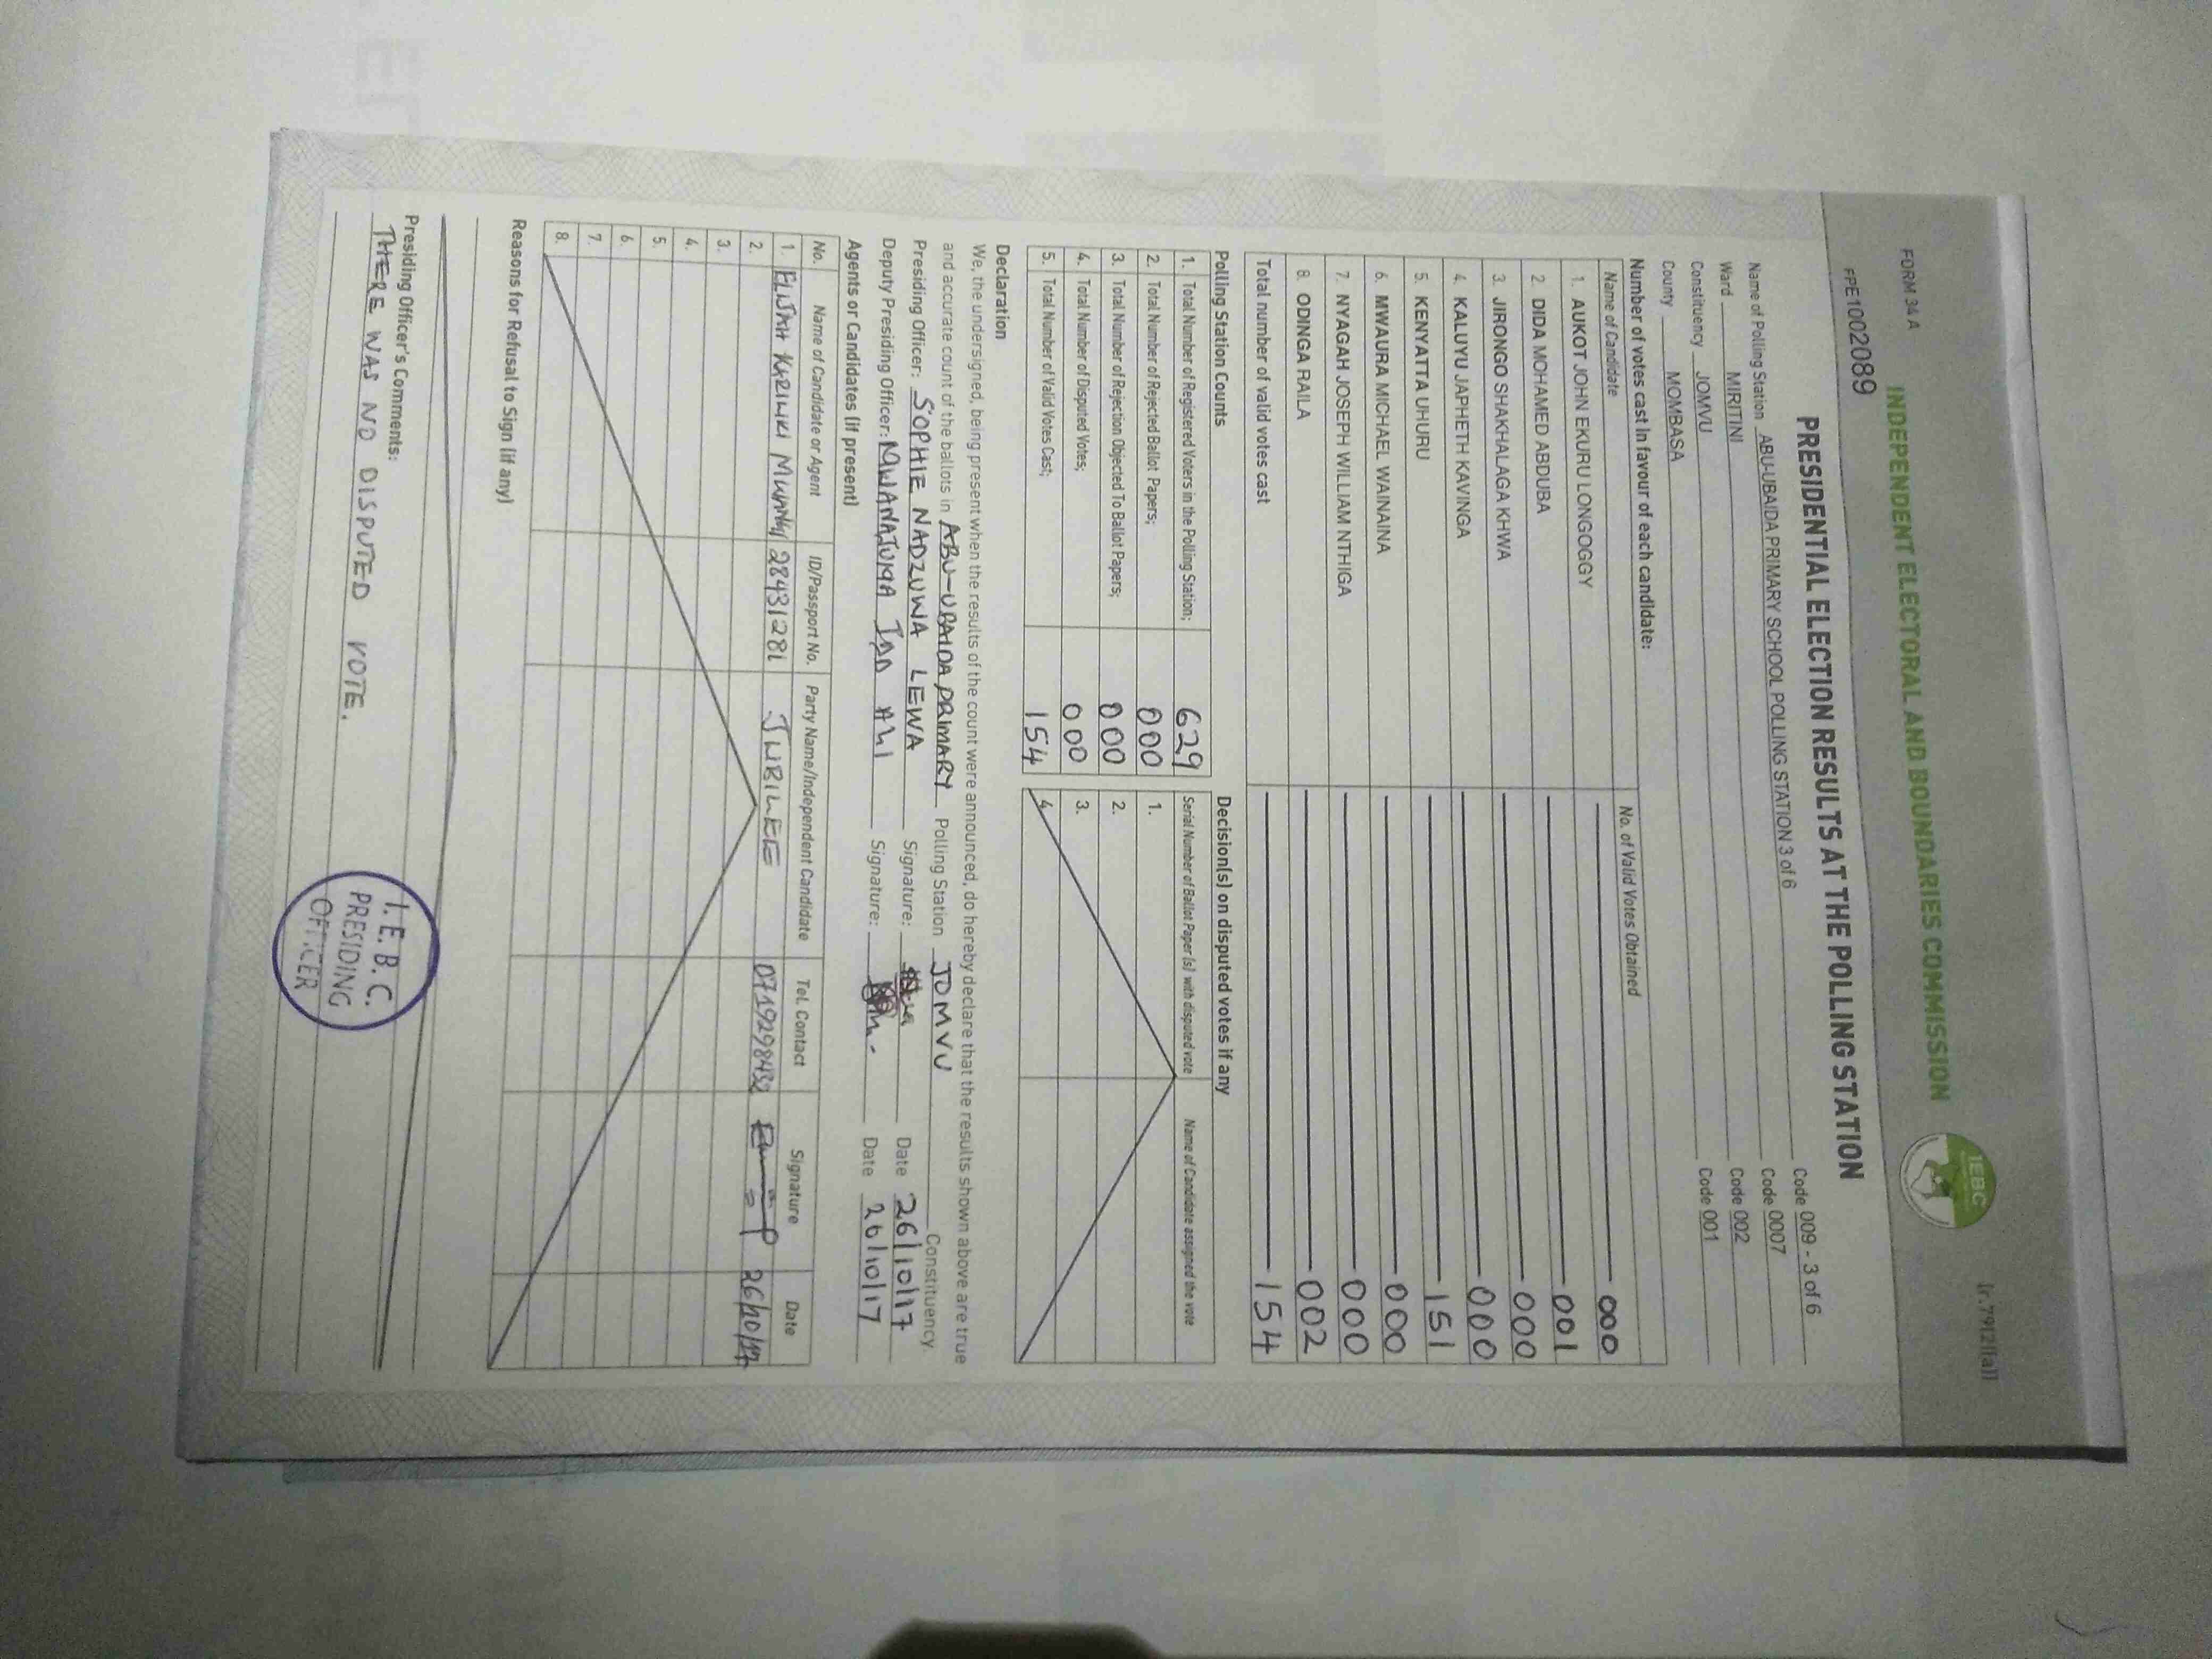 FORM 34 A
INDEPENDENT ELECTORAL AND BOUNDARIES COMMISSION
IEBC
(r.79(2)(a))
FPE1002089
PRESIDENTIAL ELECTION RESULTS AT THE POLLING STATION
Name of Polling Station ABU-UBAIDA PRIMARY SCHOOL POLLING STATION 3 of 6 Code 009 - 3 of 6
Ward MIRITINI Code 0007
Constituency JOMVU Code 002
County MOMBASA Code 001
Number of votes cast in favour of each candidate:
Name of Candidate No. of Valid Votes Obtained
1. AUKOT JOHN EKURU LONGOGGY 000
2. DIDA MOHAMED ABDUBA 001
3. JIRONGO SHAKHALAGA KHWA 000
4. KALUYU JAPHETH KAVINGA 000
5. KENYATTA UHURU 151
6. MWAURA MICHAEL WAINAINA 000
7. NYAGAH JOSEPH WILLIAM NTHIGA 000
8. ODINGA RAILA 002
Total number of valid votes cast 154
Polling Station Counts Decision(s) on disputed votes if any
1. Total Number of Registered Voters in the Polling Station; 629 Serial Number of Ballot Paper (s) with disputed vote Name of Candidate assigned the vote
2. Total Number of Rejected Ballot Papers; 000 1.
3. Total Number of Rejection Objected To Ballot Papers; 000 2.
4. Total Number of Disputed Votes; 000 3.
5. Total Number of Valid Votes Cast; 154 4.
Declaration
We, the undersigned, being present when the results of the count were announced, do hereby declare that the results shown above are true
and accurate count of the ballots in ABU-UBAIDA PRIMARY Polling Station JOMVU Constituency
Presiding Officer: SOPHIE NADZUWA LEWA Signature: Date 26/10/17
Deputy Presiding Officer: MWANAJUMA IDD ALI Signature: Date 26/10/17
Agents or Candidates (if present)
No. Name of Candidate or Agent ID/Passport No. Party Name/Independent Candidate Tel. Contact Signature Date
1. ELIJAH KARIUKI 28431281 JUBILEE 0719298432 26/10/17
2.
3.
4.
5.
6.
7.
8.
Reasons for Refusal to Sign (if any)
Presiding Officer's Comments:
THERE WAS NO DISPUTED VOTE.
I. E. B. C.
PRESIDING
OFFICER